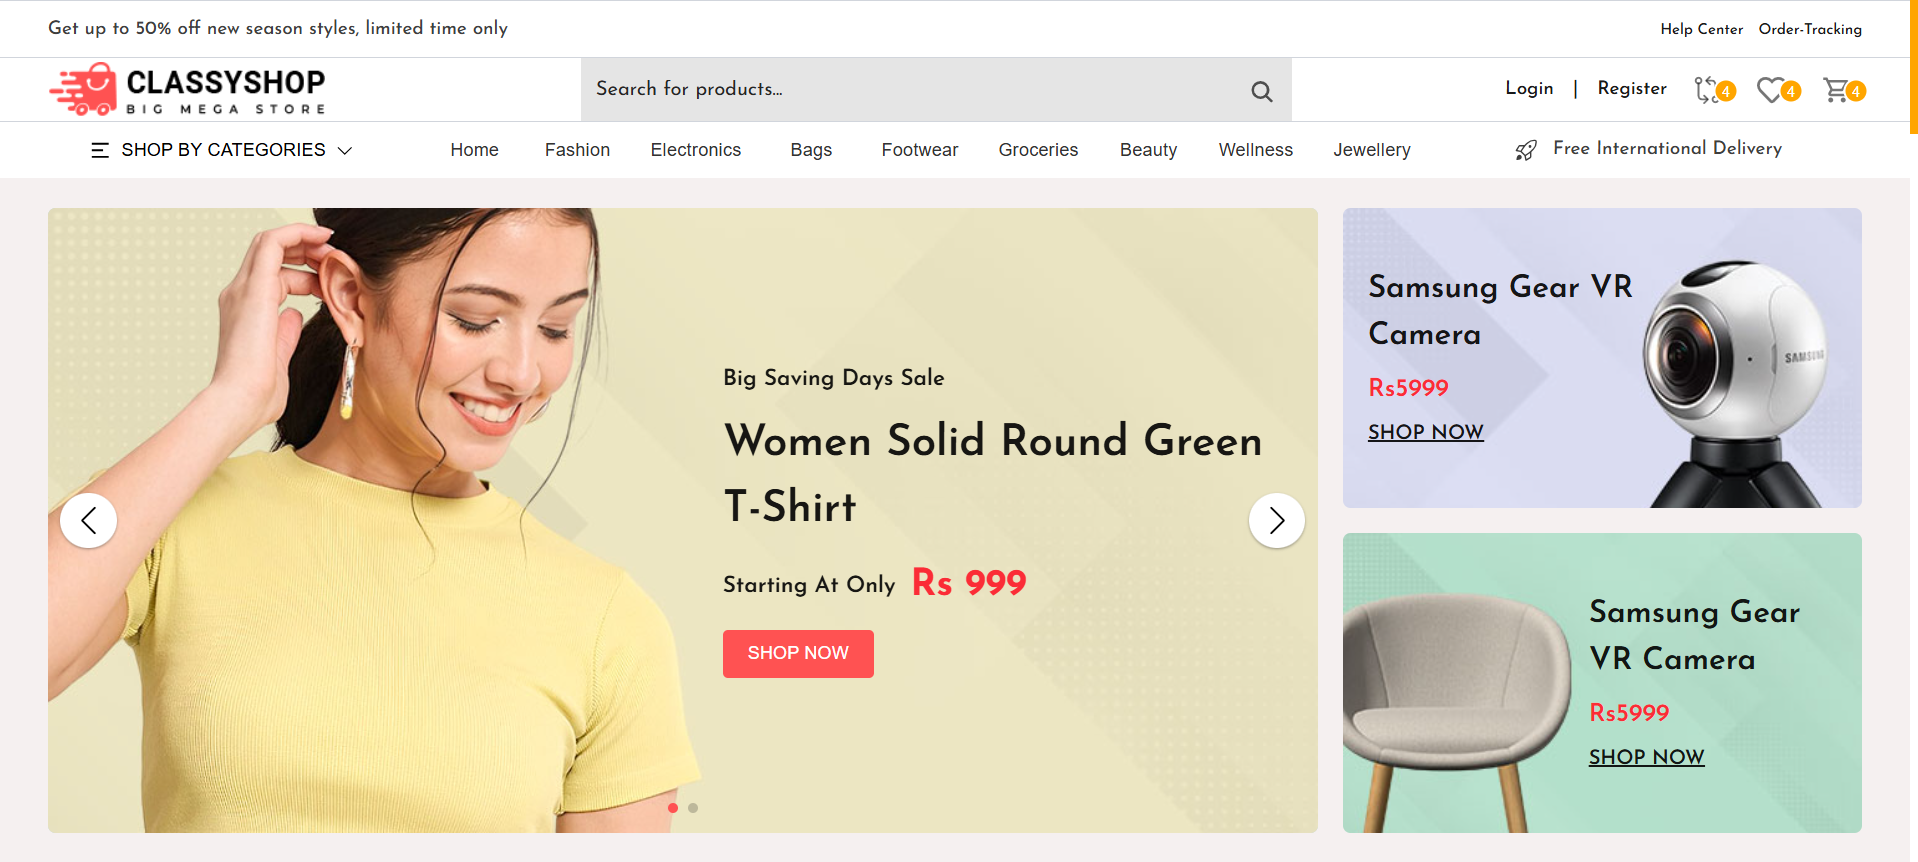 Get up to 50% off new season styles, limited time only
Help Center Order-Tracking
CLASSYSHOP
BIG MEGA STORE
Search for products...
Login | Register 4 4 4
SHOP BY CATEGORIES Home Fashion Electronics Bags Footwear Groceries Beauty Wellness Jewellery Free International Delivery
Big Saving Days Sale
Women Solid Round Green
T-Shirt
Starting At Only Rs 999
SHOP NOW
Samsung Gear VR
Camera
Rs5999
SHOP NOW
SAMSUNG
Samsung Gear
VR Camera
Rs5999
SHOP NOW